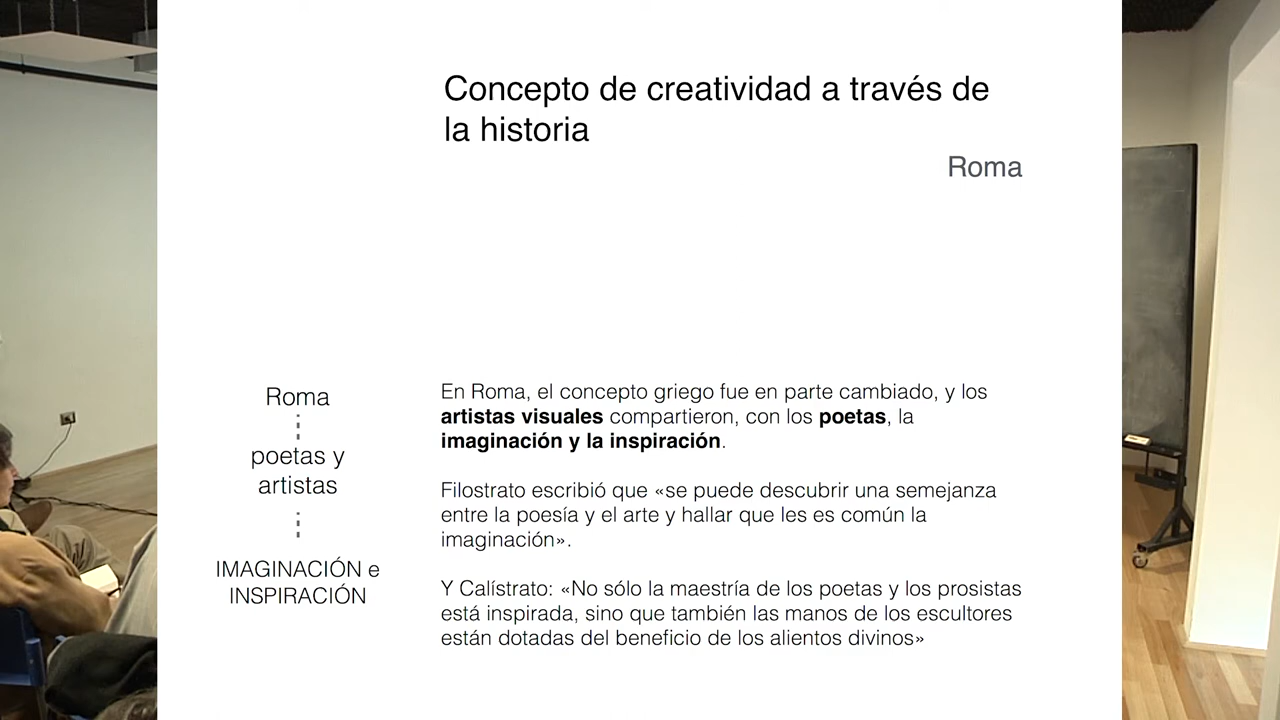 Concepto de creatividad a través de
la historia
Roma
Roma
poetas y
artistas
IMAGINACIÓN e
INSPIRACIÓN
En Roma, el concepto griego fue en parte cambiado, y los
artistas visuales compartieron, con los poetas, la
imaginación y la inspiración.
Filostrato escribió que «se puede descubrir una semejanza
entre la poesía y el arte y hallar que les es común la
imaginación».
Y Calístrato: «No sólo la maestría de los poetas y los prosistas
está inspirada, sino que también las manos de los escultores
están dotadas del beneficio de los alientos divinos»